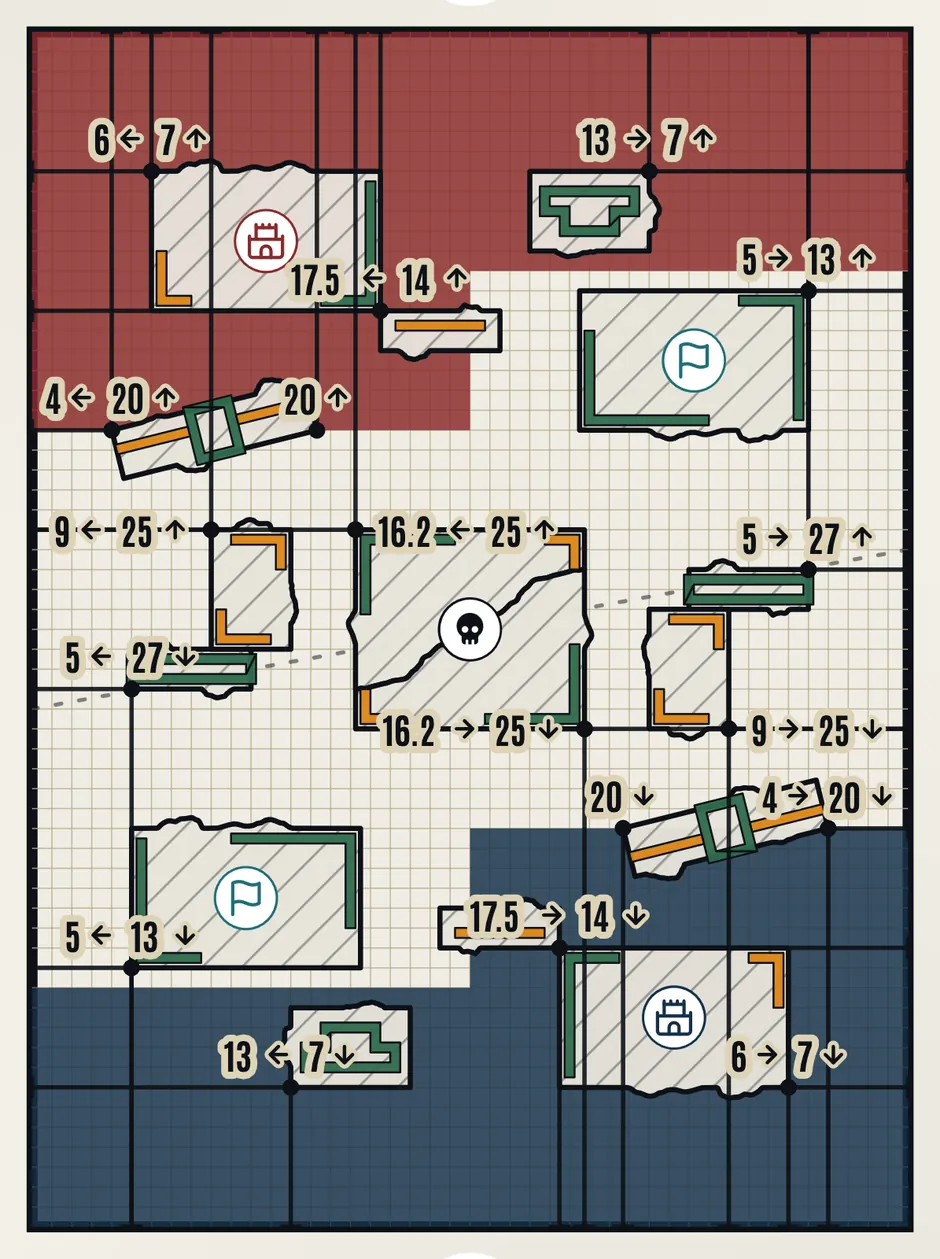 6 ← 7 ↑
13 → 7 ↑
5 → 13 ↑
17.5 ← 14 ↑
4 ← 20 ↑
20 ↑
9 ← 25 ↑
16.2 ← 25 ↑
5 → 27 ↑
5 ← 27 ↓
16.2 → 25 ↓
9 → 25 ↓
20 ↓
4 → 20 ↓
17.5 → 14 ↓
5 ← 13 ↓
13 ← 7 ↓
6 → 7 ↓